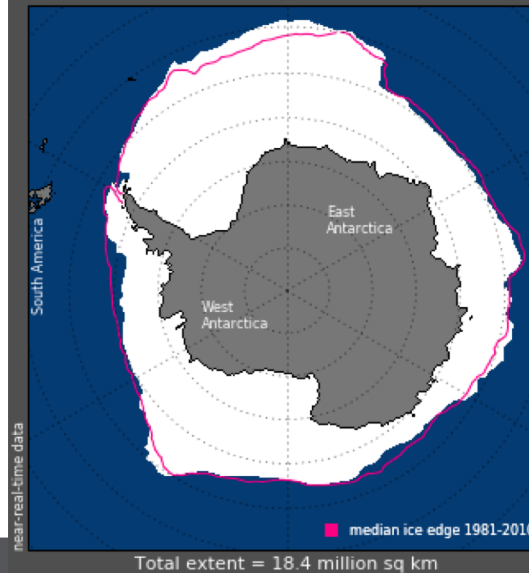 East
Antarctica
West
Antarctica
South America
near-real-time data
median ice edge 1981-2010
Total extent = 18.4 million sq km